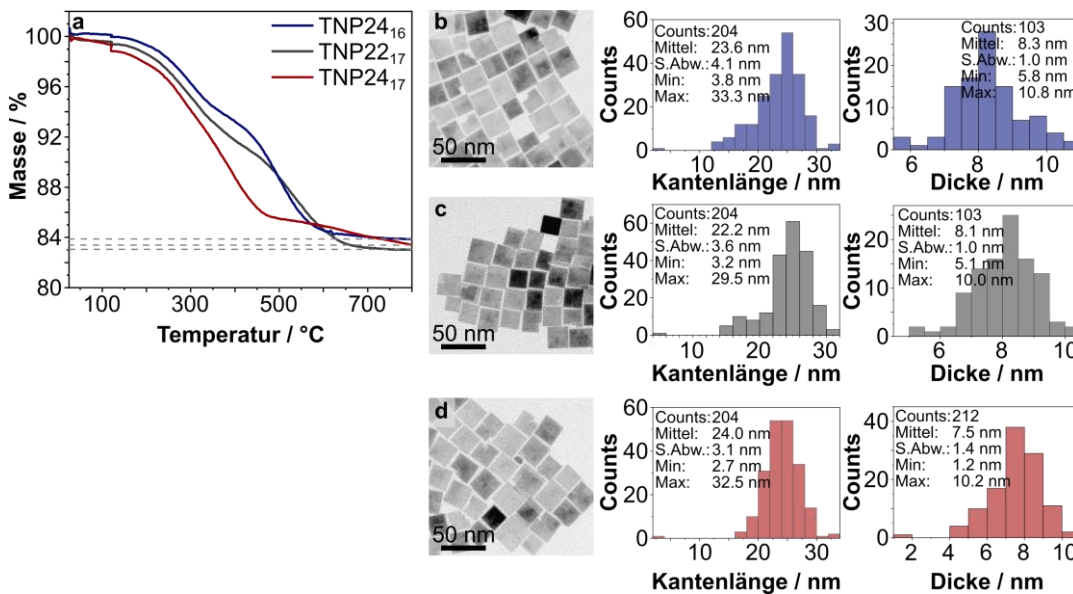 a
TNP24₁₆
TNP22₁₇
TNP24₁₇
100
96
92
88
84
80
100 300 500 700
Masse / %
Temperatur / °C
b
50 nm
60
40
20
0
Counts
Counts:204
Mittel: 23.6 nm
S.Abw.: 4.1 nm
Min: 3.8 nm
Max: 33.3 nm
10 20 30
Kantenlänge / nm
30
20
10
0
Counts
Counts:103
Mittel: 8.3 nm
S.Abw.: 1.0 nm
Min: 5.8 nm
Max: 10.8 nm
6 8 10
Dicke / nm
c
50 nm
60
40
20
0
Counts
Counts:204
Mittel: 22.2 nm
S.Abw.: 3.6 nm
Min: 3.2 nm
Max: 29.5 nm
10 20 30
Kantenlänge / nm
20
10
0
Counts
Counts:103
Mittel: 8.1 nm
S.Abw.: 1.0 nm
Min: 5.1 nm
Max: 10.0 nm
6 8 10
Dicke / nm
d
50 nm
60
40
20
0
Counts
Counts:204
Mittel: 24.0 nm
S.Abw.: 3.1 nm
Min: 2.7 nm
Max: 32.5 nm
10 20 30
Kantenlänge / nm
40
20
0
Counts
Counts:212
Mittel: 7.5 nm
S.Abw.: 1.4 nm
Min: 1.2 nm
Max: 10.2 nm
2 4 6 8 10
Dicke / nm